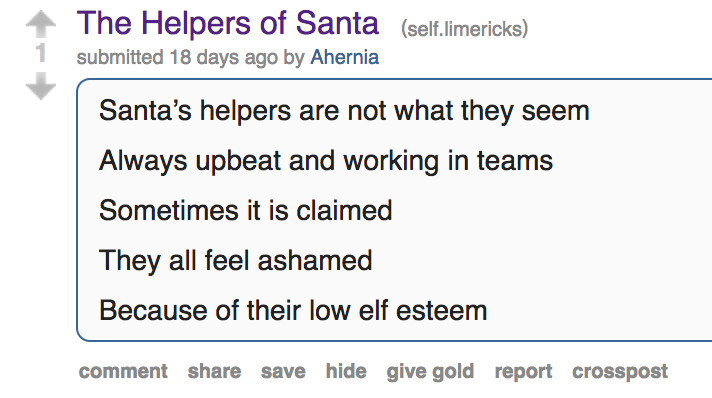 The Helpers of Santa (self.limericks)
1
submitted 18 days ago by Ahernia
Santa’s helpers are not what they seem
Always upbeat and working in teams
Sometimes it is claimed
They all feel ashamed
Because of their low elf esteem
comment share save hide give gold report crosspost